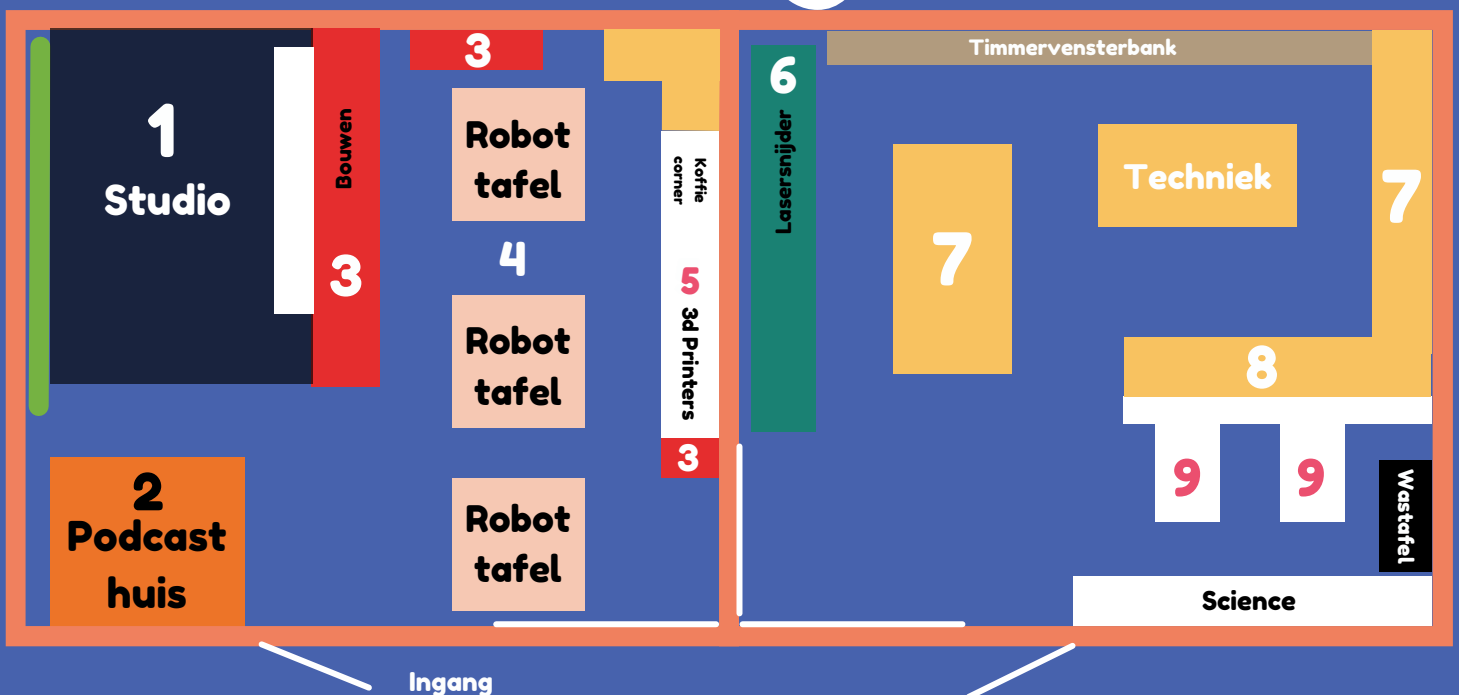 1
Studio
Bouwen
3
2
Podcast
huis
3
Robot
tafel
4
Robot
tafel
Robot
tafel
Koffie
corner
5
3d Printers
3
6
Lasersnijder
Timmervensterbank
7
Techniek
7
8
9
9
Wastafel
Science
Ingang